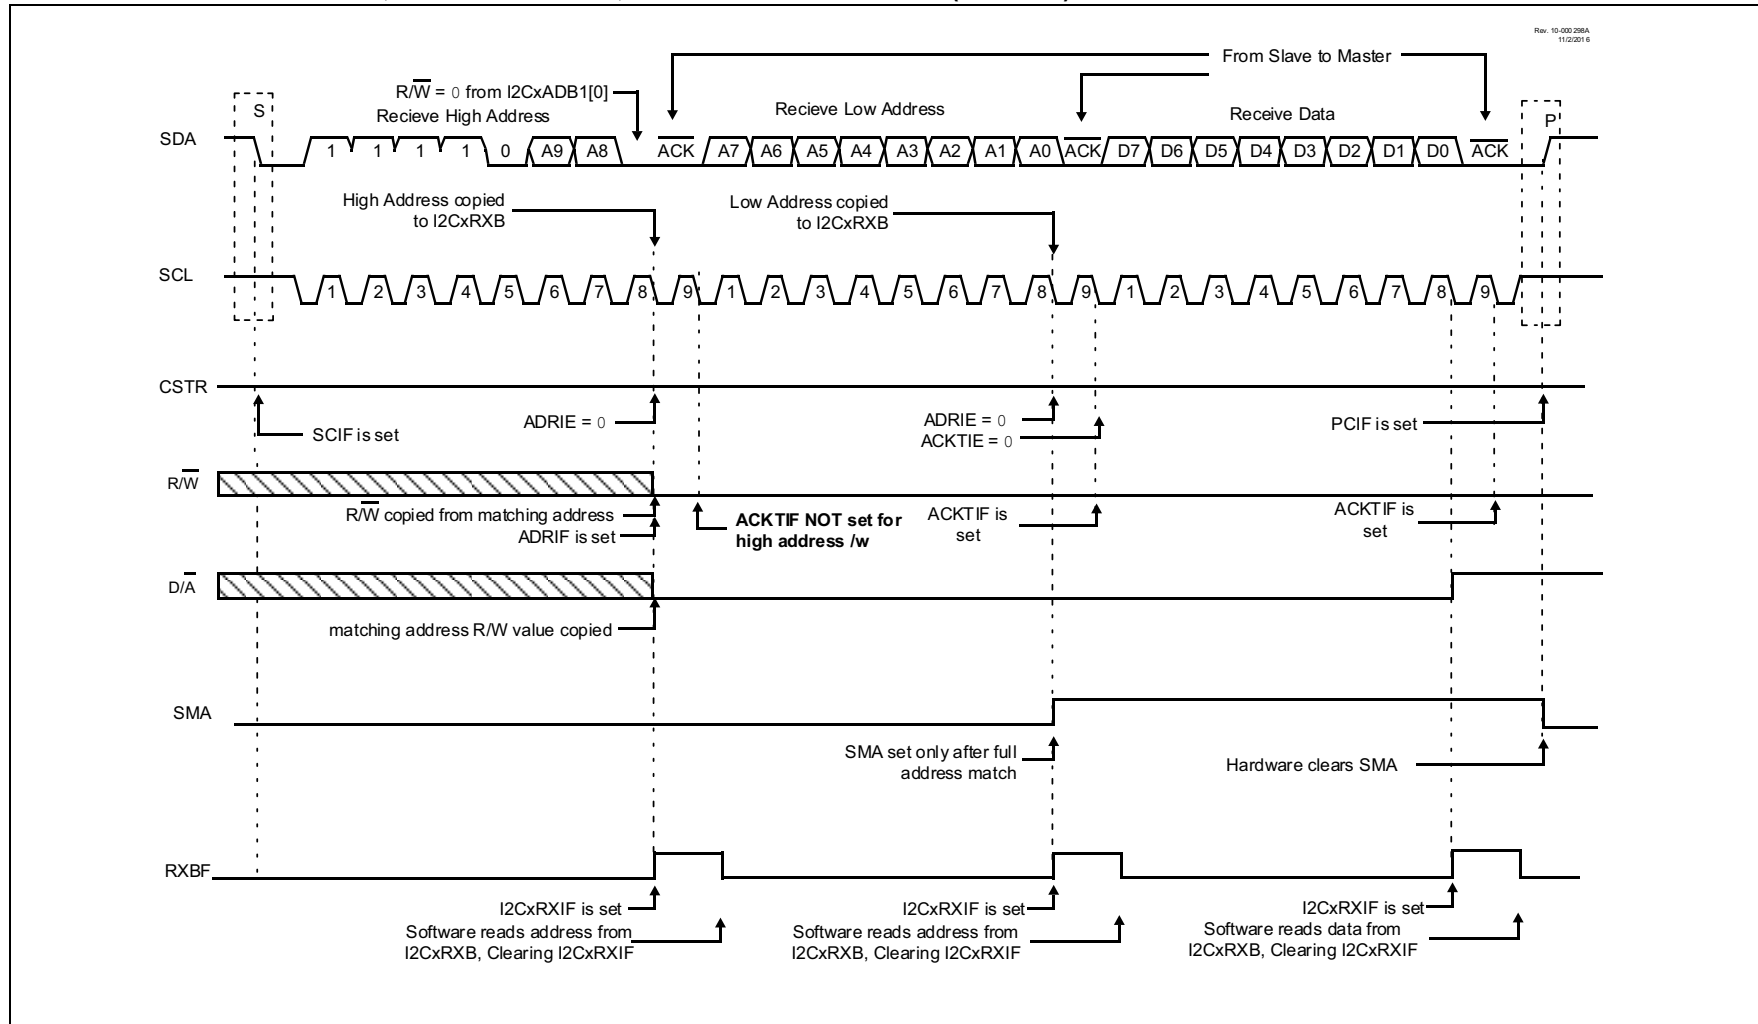 Rev. 10-000 298A
11/2/2016
From Slave to Master
R/W = 0 from I2CxADB1[0]
S
Recieve High Address
Recieve Low Address
Receive Data
P
SDA
1 1 1 1 0 A9 A8 ACK A7 A6 A5 A4 A3 A2 A1 A0 ACK D7 D6 D5 D4 D3 D2 D1 D0 ACK
High Address copied
to I2CxRXB
Low Address copied
to I2CxRXB
SCL
1 2 3 4 5 6 7 8 9 1 2 3 4 5 6 7 8 9 1 2 3 4 5 6 7 8 9
CSTR
SCIF is set
ADRIE = 0
ADRIE = 0
ACKTIE = 0
PCIF is set
R/W
R/W copied from matching address
ADRIF is set
ACKTIF NOT set for
high address /w
ACKTIF is
set
ACKTIF is
set
D/A
matching address R/W value copied
SMA
SMA set only after full
address match
Hardware clears SMA
RXBF
I2CxRXIF is set
Software reads address from
I2CxRXB, Clearing I2CxRXIF
I2CxRXIF is set
Software reads address from
I2CxRXB, Clearing I2CxRXIF
I2CxRXIF is set
Software reads data from
I2CxRXB, Clearing I2CxRXIF